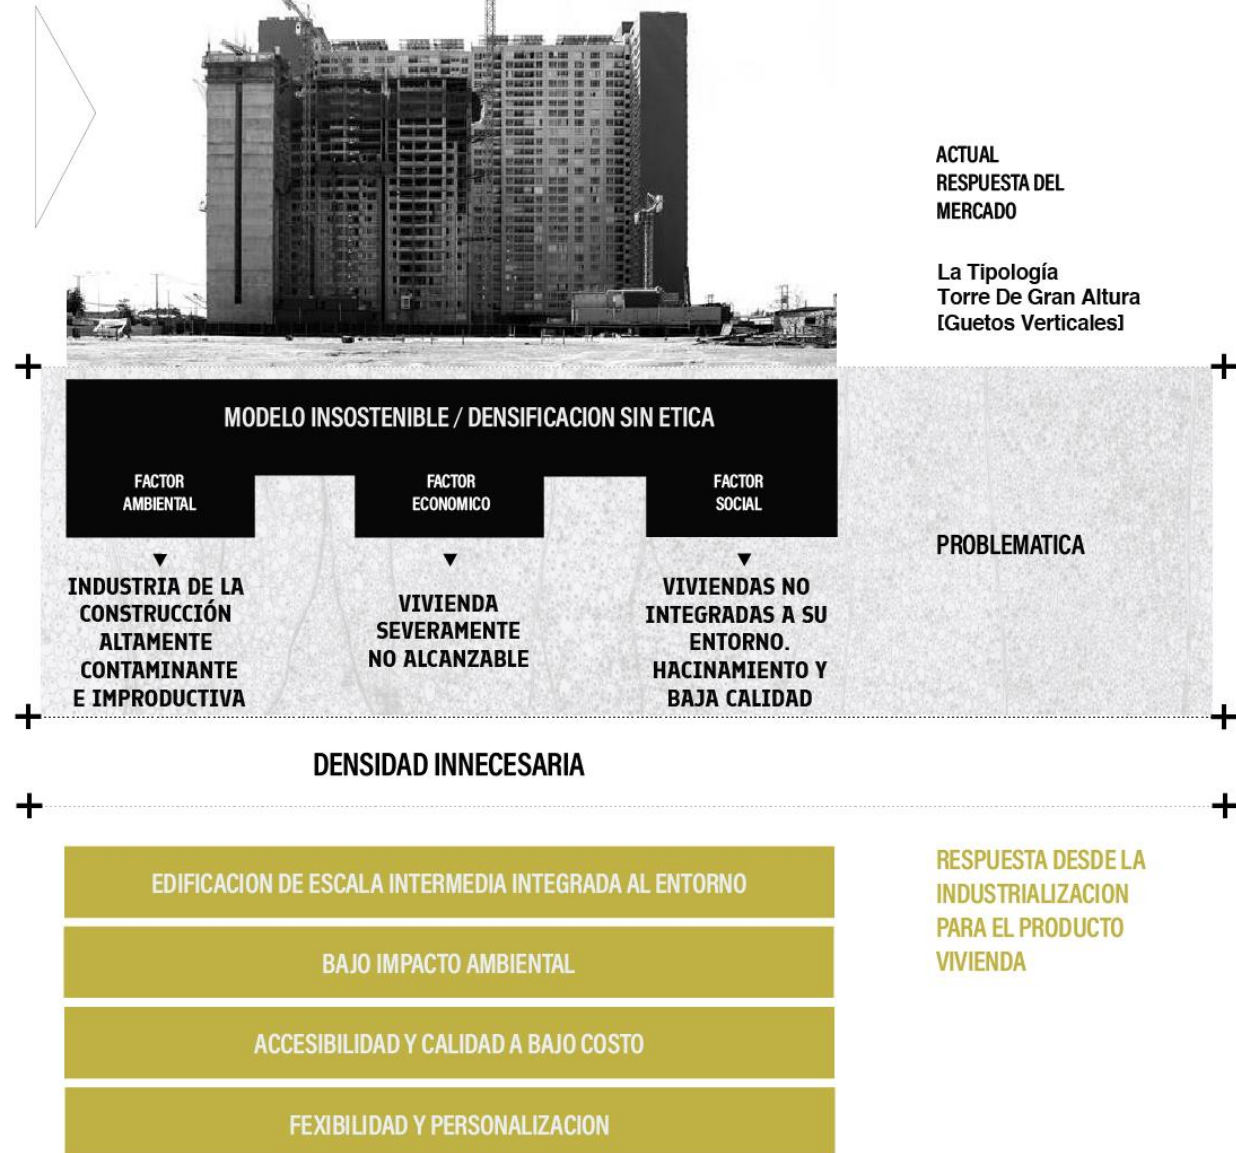 ACTUAL
RESPUESTA DEL
MERCADO
La Tipología
Torre De Gran Altura
[Guetos Verticales]
MODELO INSOSTENIBLE / DENSIFICACION SIN ETICA
FACTOR
AMBIENTAL
FACTOR
ECONOMICO
FACTOR
SOCIAL
INDUSTRIA DE LA
CONSTRUCCIÓN
ALTAMENTE
CONTAMINANTE
E IMPRODUCTIVA
VIVIENDA
SEVERAMENTE
NO ALCANZABLE
VIVIENDAS NO
INTEGRADAS A SU
ENTORNO.
HACINAMIENTO Y
BAJA CALIDAD
PROBLEMATICA
DENSIDAD INNECESARIA
EDIFICACION DE ESCALA INTERMEDIA INTEGRADA AL ENTORNO
BAJO IMPACTO AMBIENTAL
ACCESIBILIDAD Y CALIDAD A BAJO COSTO
FEXIBILIDAD Y PERSONALIZACION
RESPUESTA DESDE LA
INDUSTRIALIZACION
PARA EL PRODUCTO
VIVIENDA